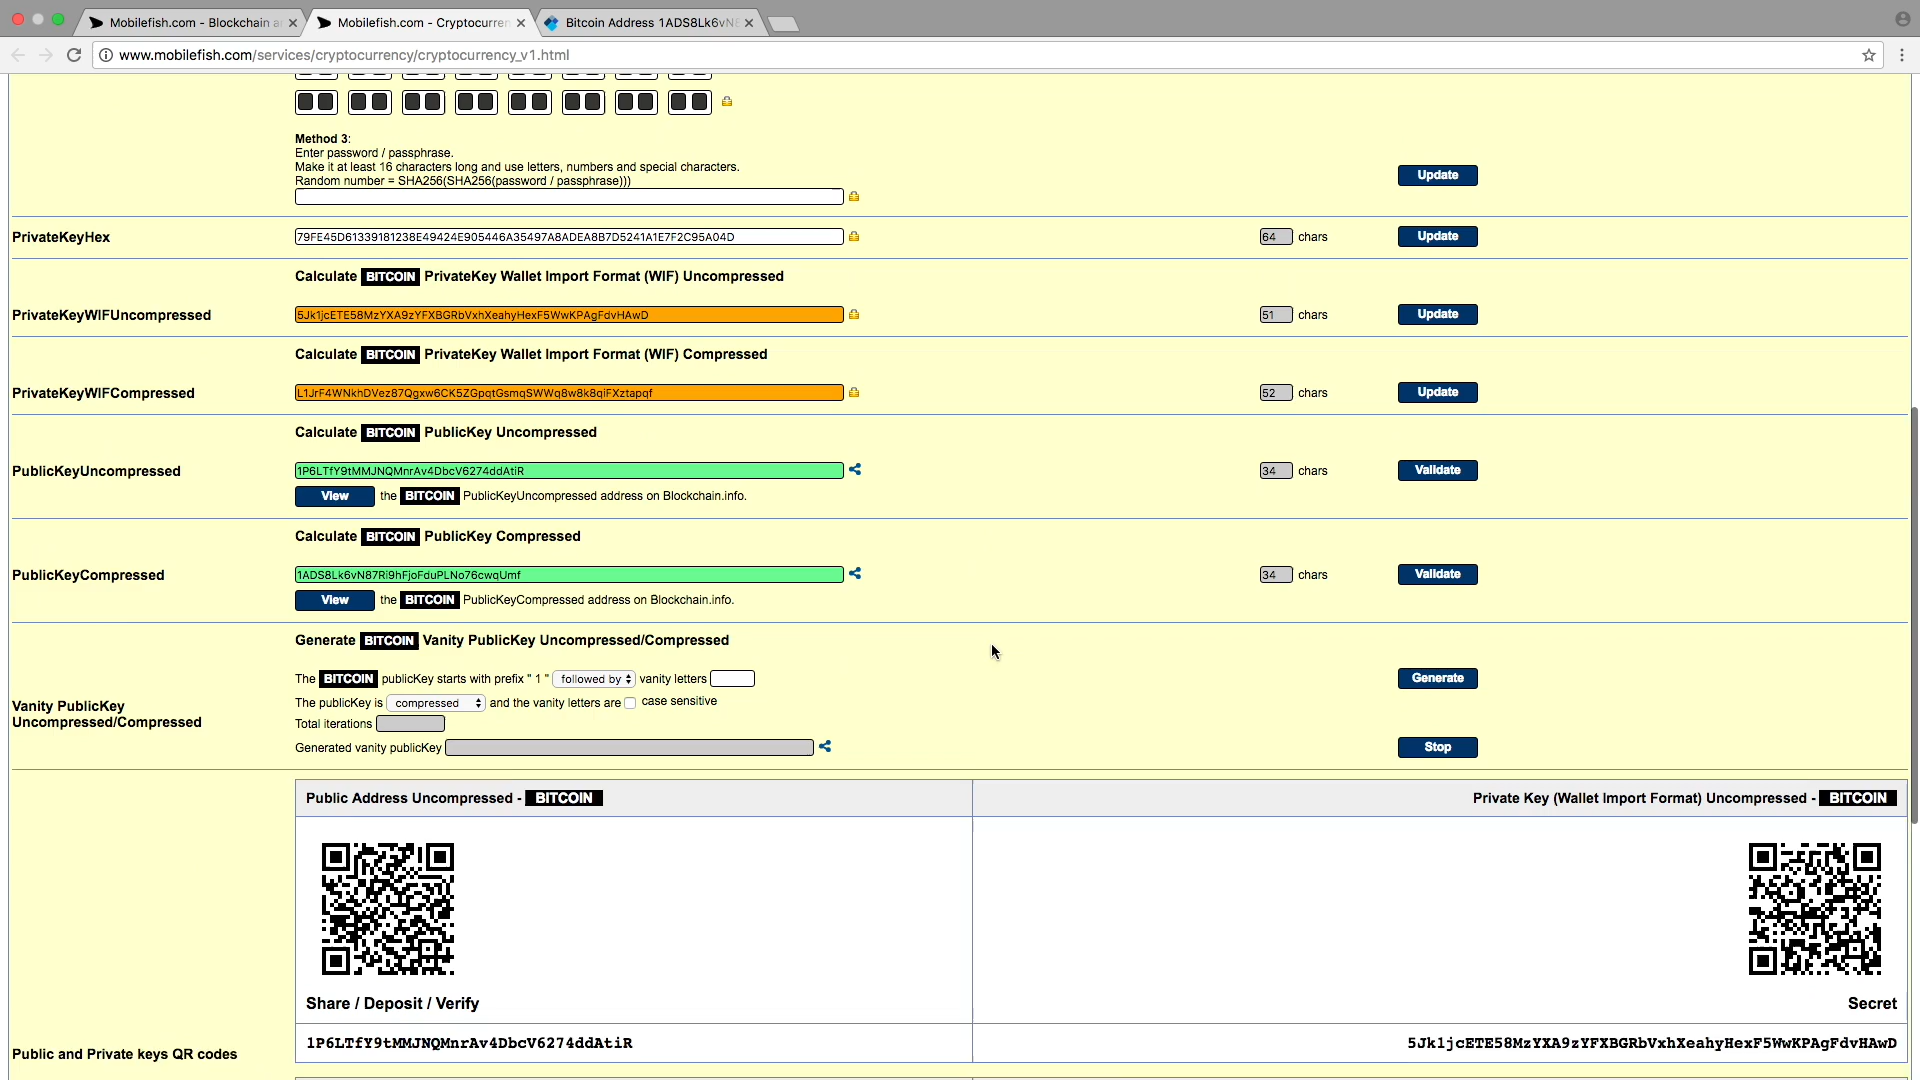 Mobilefish.com - Blockchain a
Mobilefish.com - Cryptocurren
Bitcoin Address 1ADS8Lk6vN8
www.mobilefish.com/services/cryptocurrency/cryptocurrency_v1.html
Method 3:
Enter password / passphrase.
Make it at least 16 characters long and use letters, numbers and special characters.
Random number = SHA256(SHA256(password / passphrase)))
Update
PrivateKeyHex
79FE45D61339181238E49424E905446A35497A8ADEA8B7D5241A1E7F2C95A04D
64 chars
Update
Calculate BITCOIN PrivateKey Wallet Import Format (WIF) Uncompressed
PrivateKeyWIFUncompressed
5Jk1jcETE58MzYXA9zYFXBGRbVxhXeahyHexF5WwKPAgFdvHAwD
51 chars
Update
Calculate BITCOIN PrivateKey Wallet Import Format (WIF) Compressed
PrivateKeyWIFCompressed
L1JrF4WNkhDVez87Qgxw6CK5ZGpqtGsmqSWWq8w8k8qiFXztapqf
52 chars
Update
Calculate BITCOIN PublicKey Uncompressed
PublicKeyUncompressed
1P6LTfY9tMMJNQMnrAv4DbcV6274ddAtiR
34 chars
Validate
View the BITCOIN PublicKeyUncompressed address on Blockchain.info.
Calculate BITCOIN PublicKey Compressed
PublicKeyCompressed
1ADS8Lk6vN87Ri9hFjoFduPLNo76cwqUmf
34 chars
Validate
View the BITCOIN PublicKeyCompressed address on Blockchain.info.
Generate BITCOIN Vanity PublicKey Uncompressed/Compressed
Vanity PublicKey
Uncompressed/Compressed
The BITCOIN publicKey starts with prefix " 1 " followed by vanity letters
Generate
The publicKey is compressed and the vanity letters are case sensitive
Total iterations
Generated vanity publicKey
Stop
Public Address Uncompressed - BITCOIN
Private Key (Wallet Import Format) Uncompressed - BITCOIN
Share / Deposit / Verify
Secret
1P6LTfY9tMMJNQMnrAv4DbcV6274ddAtiR
5Jk1jcETE58MzYXA9zYFXBGRbVxhXeahyHexF5WwKPAgFdvHAwD
Public and Private keys QR codes